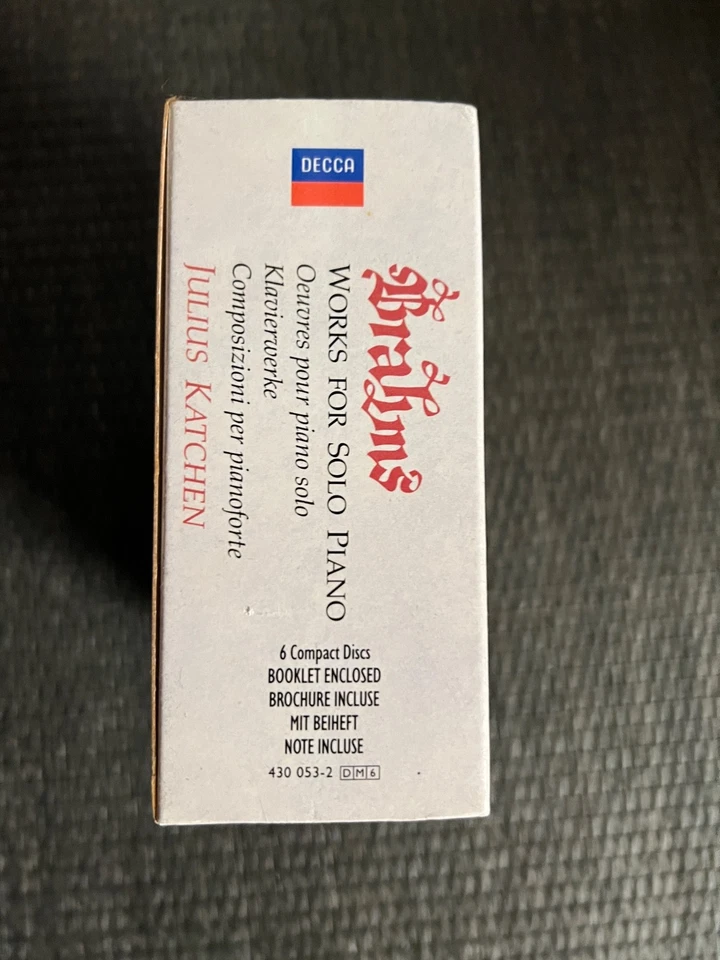 DECCA
Brahms
WORKS FOR SOLO PIANO
Oeuvres pour piano solo
Klavierwerke
Composizioni per pianoforte
JULIUS KATCHEN
6 Compact Discs
BOOKLET ENCLOSED
BROCHURE INCLUSE
MIT BEIHEFT
NOTE INCLUSE
430 053-2 DM6